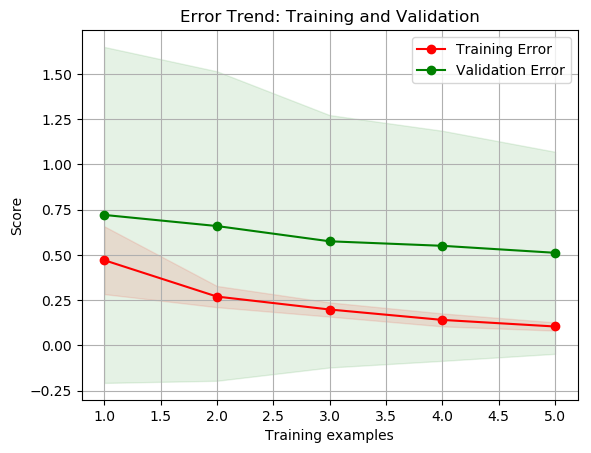 Error Trend: Training and Validation
Training Error
Validation Error
1.50
1.25
1.00
0.75
0.50
0.25
0.00
−0.25
Score
1.0 1.5 2.0 2.5 3.0 3.5 4.0 4.5 5.0
Training examples